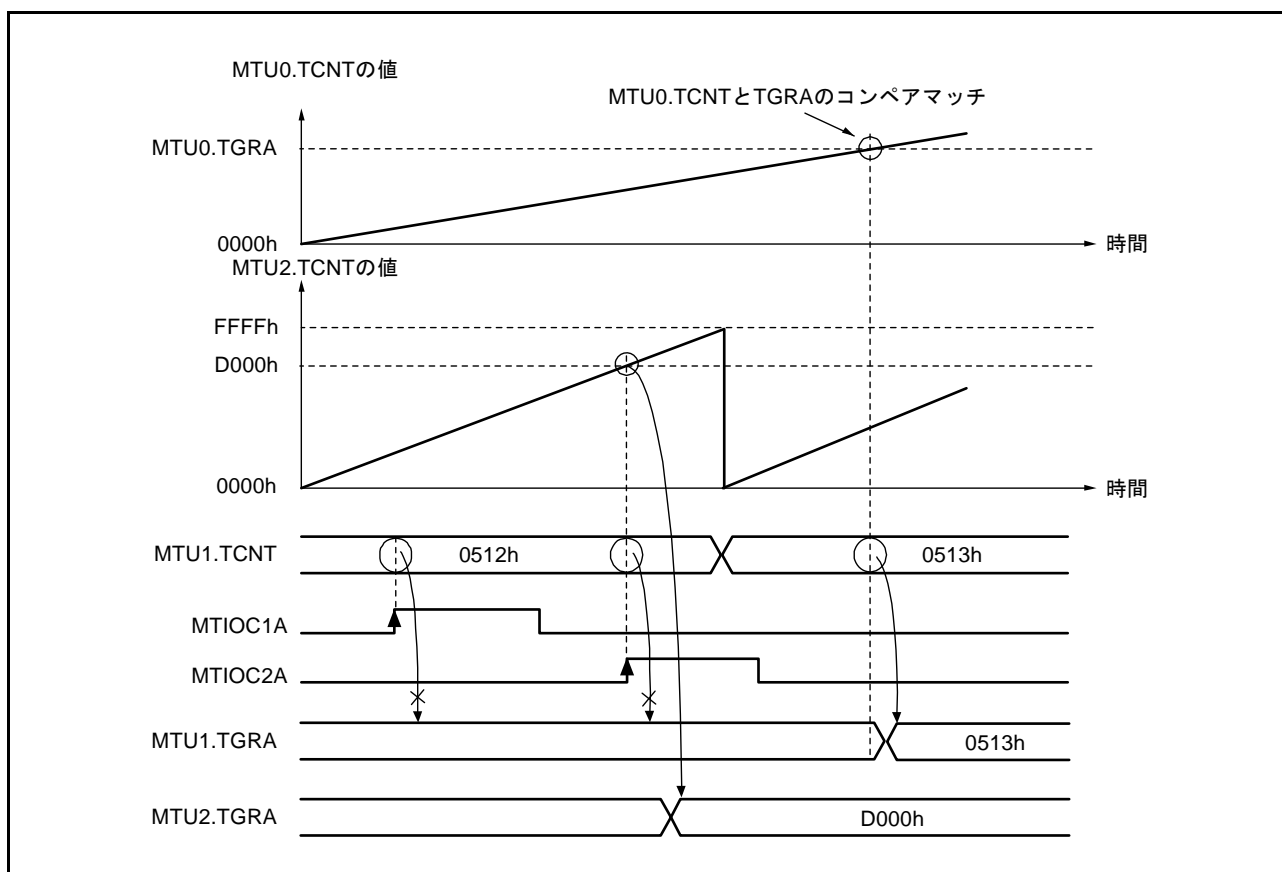 MTU0.TCNTの値
MTU0.TCNTとTGRAのコンペアマッチ
MTU0.TGRA
0000h
時間
MTU2.TCNTの値
FFFFh
D000h
0000h
時間
MTU1.TCNT
0512h
0513h
MTIOC1A
MTIOC2A
MTU1.TGRA
0513h
MTU2.TGRA
D000h